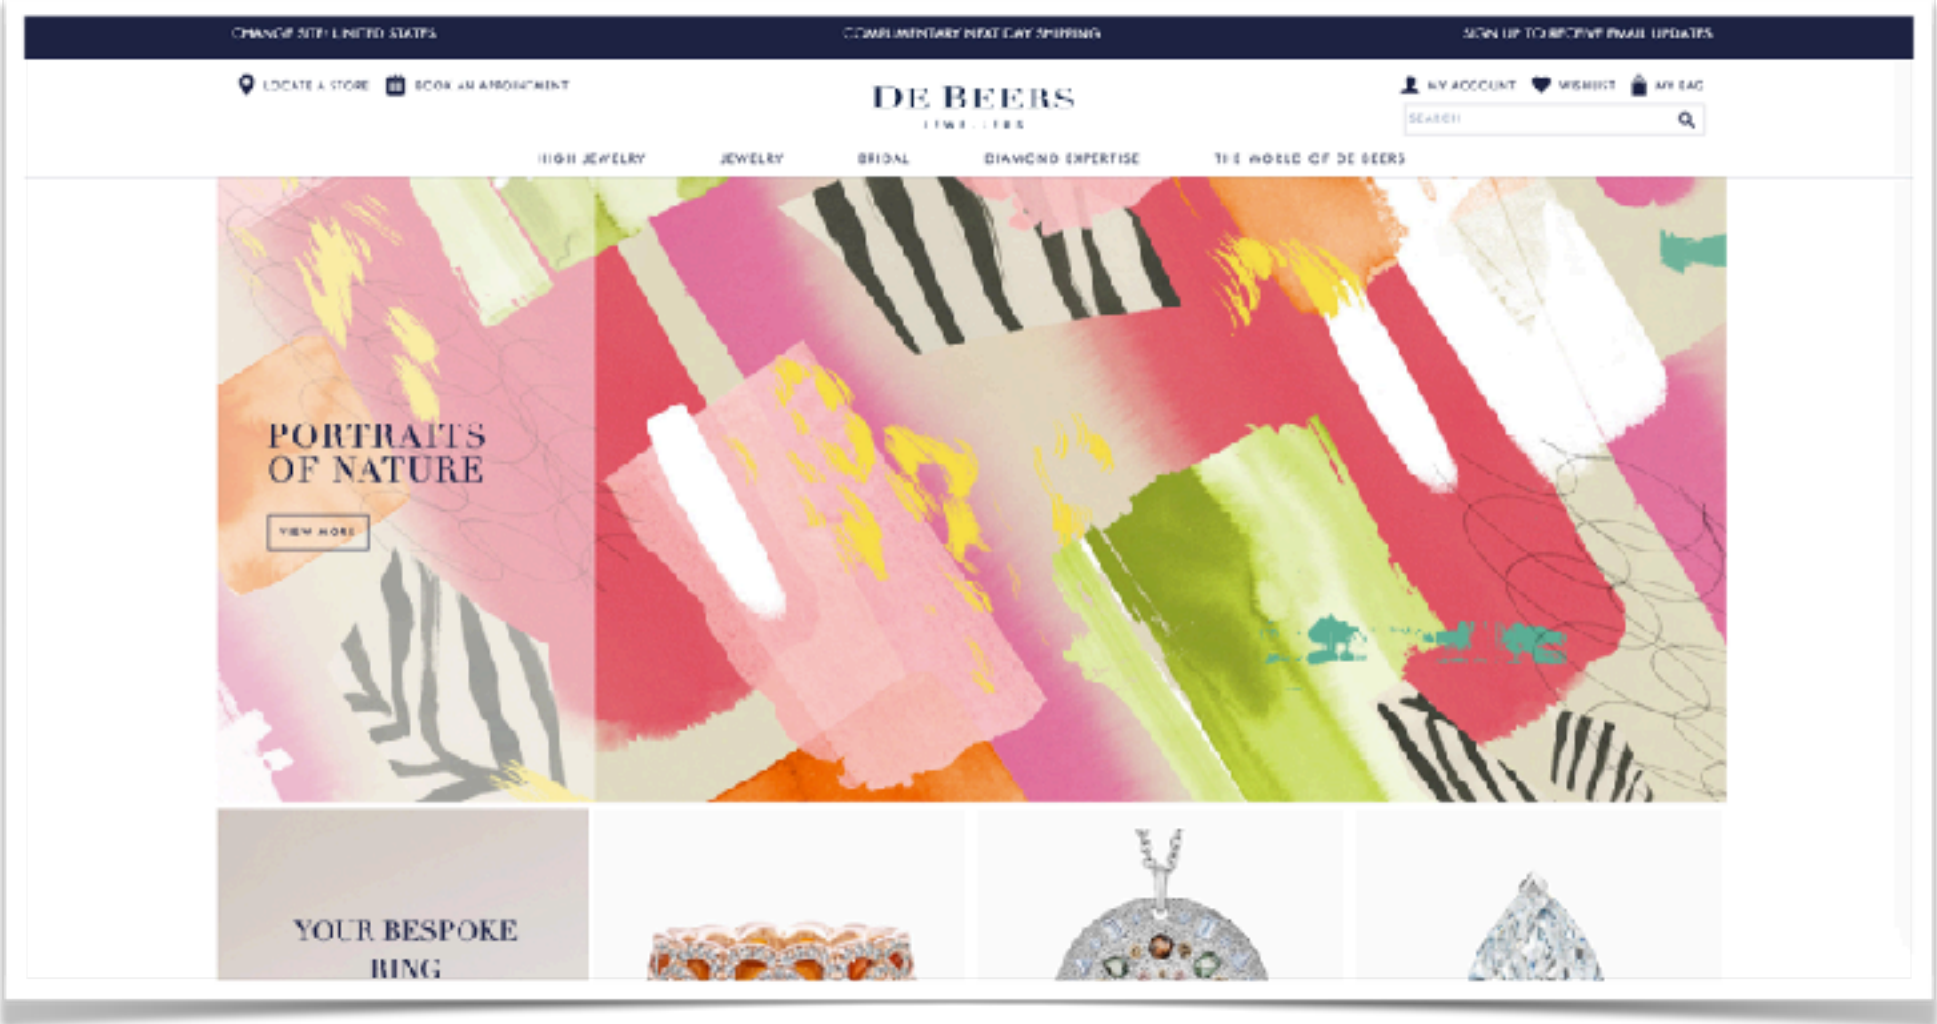 CHANGE SITE: UNITED STATES
COMPLIMENTARY NEXT DAY SHIPPING
SIGN UP TO RECEIVE EMAIL UPDATES
LOCATE A STORE
BOOK AN APPOINTMENT
DE BEERS
JEWELLERS
MY ACCOUNT
WISHLIST
MY BAG
SEARCH
HIGH JEWELRY
JEWELRY
BRIDAL
DIAMOND EXPERTISE
THE WORLD OF DE BEERS
PORTRAITS
OF NATURE
VIEW MORE
YOUR BESPOKE
RING